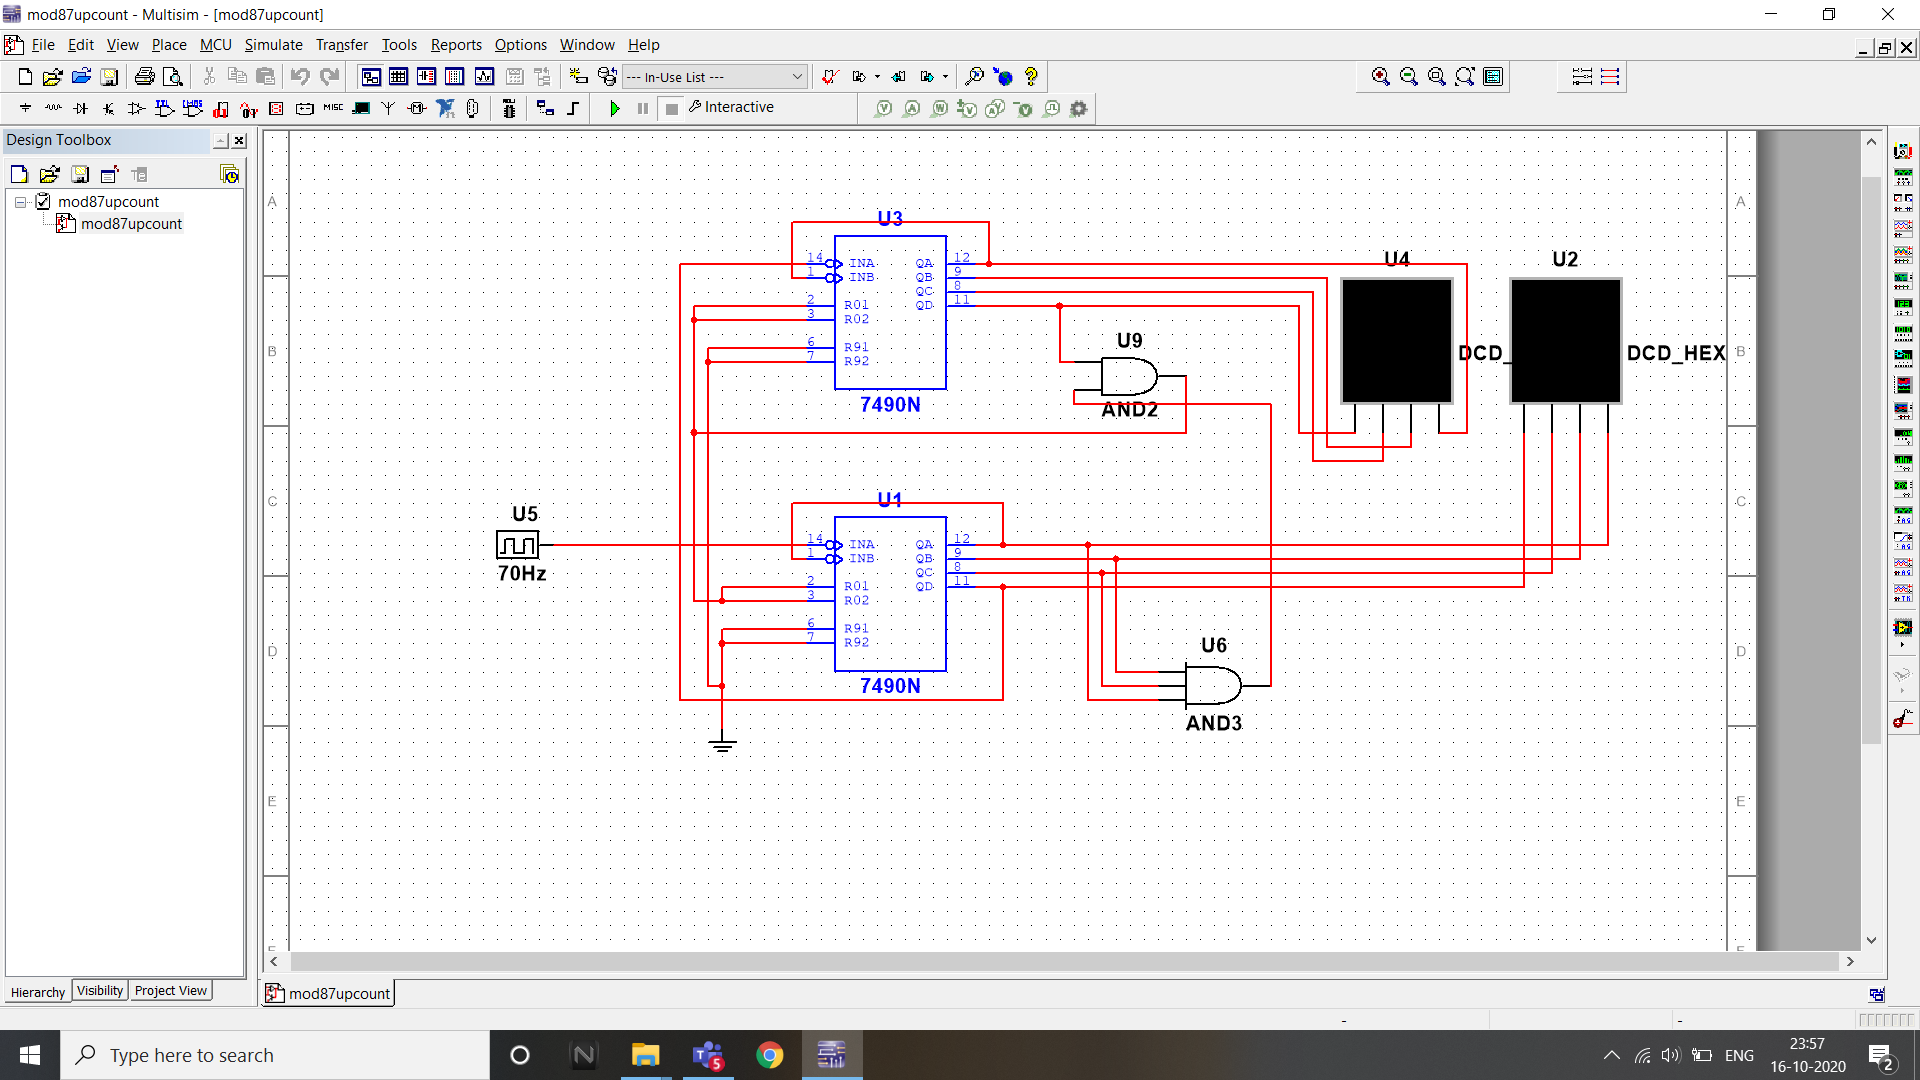 mod87upcount - Multisim - [mod87upcount]
File Edit View Place MCU Simulate Transfer Tools Reports Options Window Help
--- In-Use List ---
MISC
Interactive
Design Toolbox
mod87upcount
mod87upcount
A
A
B
B
C
C
D
D
E
E
U3
14 INA QA 12
1 INB QB 9
QC 8
2 R01 QD 11
3 R02
6 R91
7 R92
7490N
U9
AND2
U4
DCD_
U2
DCD_HEX
U5
70Hz
U1
14 INA QA 12
1 INB QB 9
QC 8
2 R01 QD 11
3 R02
6 R91
7 R92
7490N
U6
AND3
Hierarchy Visibility Project View
mod87upcount
- -
Type here to search
5
ENG
23:57
16-10-2020
2